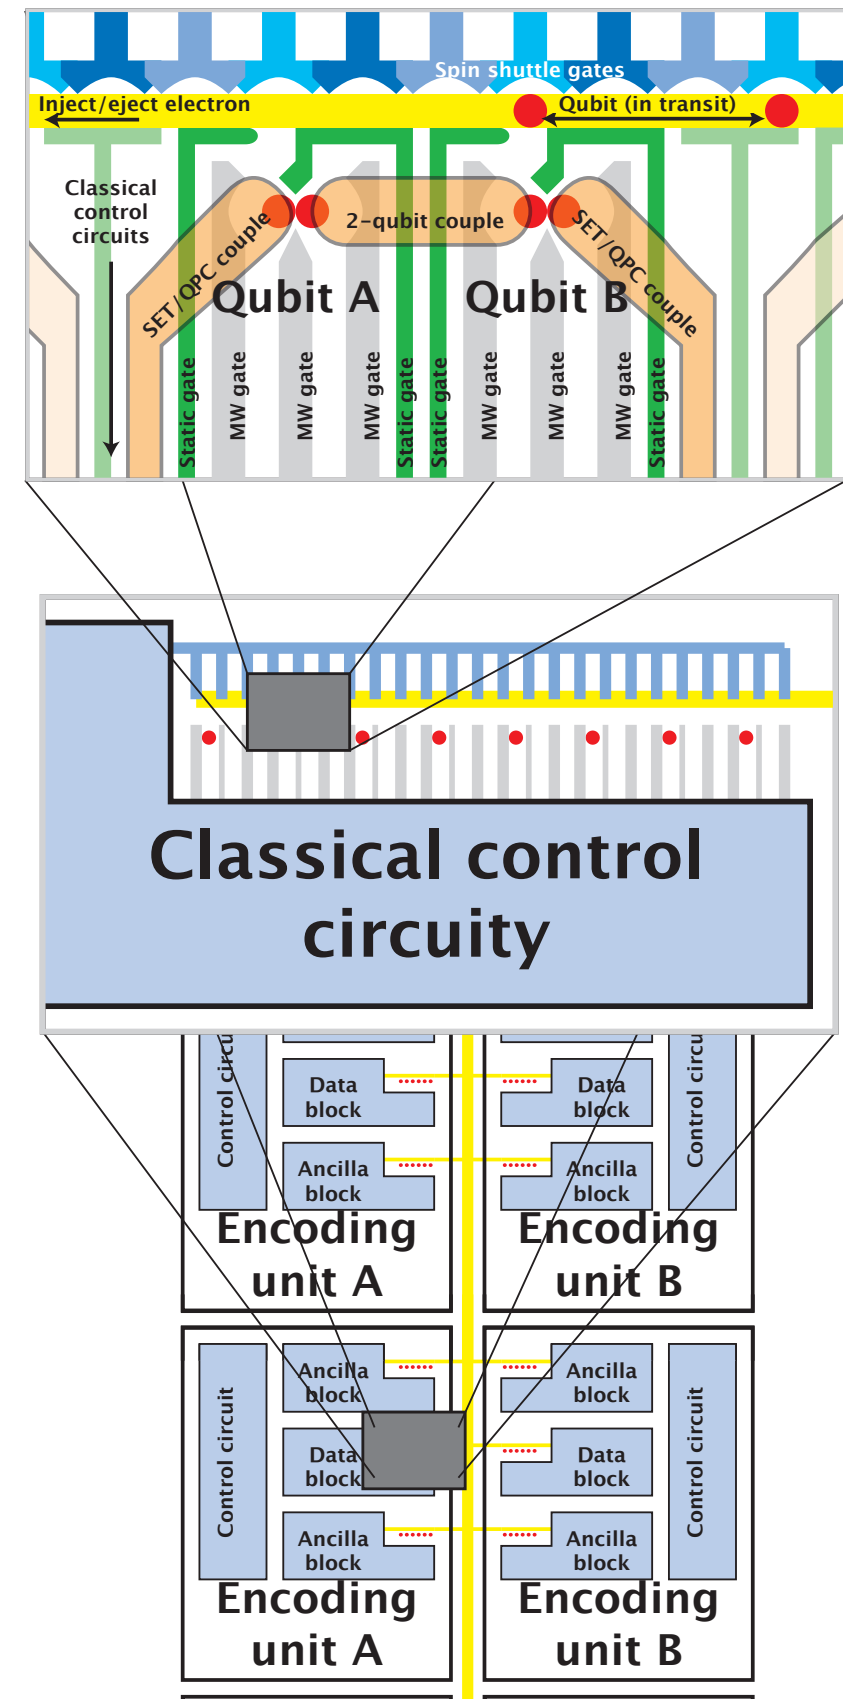 Spin shuttle gates
Inject/eject electron
Qubit (in transit)
Classical
control
circuits
2-qubit couple
SET/QPC couple
SET/QPC couple
Qubit A
Qubit B
Static gate
MW gate
MW gate
MW gate
Static gate
Static gate
MW gate
MW gate
MW gate
Static gate
Classical control
circuity
Control circu
Data
block
Data
block
Control circu
Ancilla
block
Ancilla
block
Encoding
unit A
Encoding
unit B
Control circuit
Ancilla
block
Ancilla
block
Control circuit
Data
block
Data
block
Ancilla
block
Ancilla
block
Encoding
unit A
Encoding
unit B